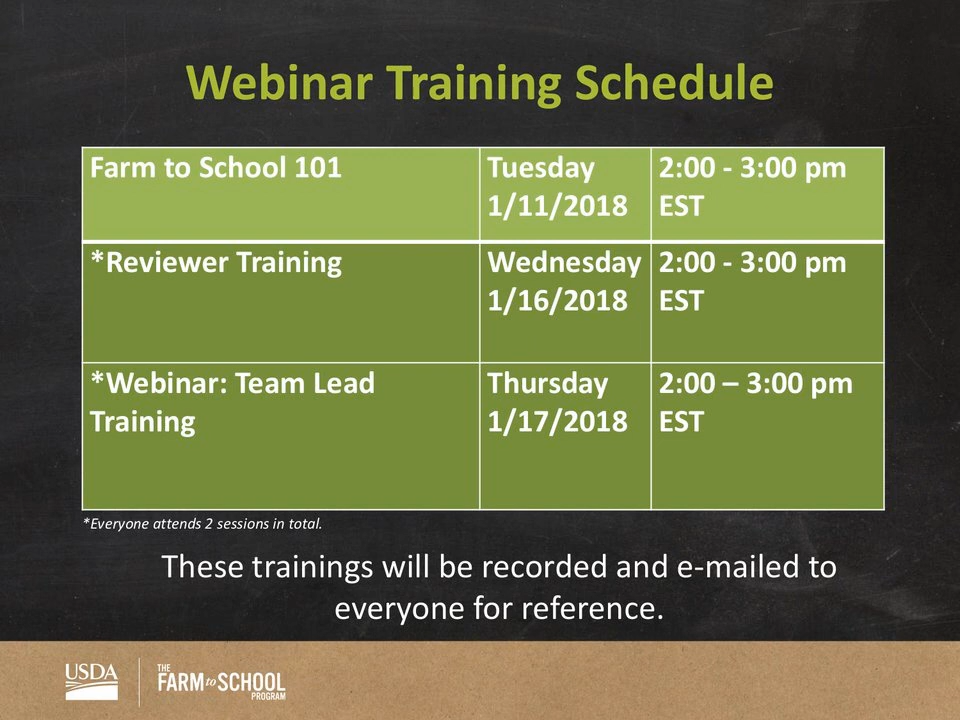 Webinar Training Schedule
Farm to School 101
Tuesday
1/11/2018
2:00 - 3:00 pm
EST
*Reviewer Training
Wednesday
1/16/2018
2:00 - 3:00 pm
EST
*Webinar: Team Lead
Training
Thursday
1/17/2018
2:00 – 3:00 pm
EST
*Everyone attends 2 sessions in total.
These trainings will be recorded and e-mailed to
everyone for reference.
USDA
THE
FARM to SCHOOL
PROGRAM